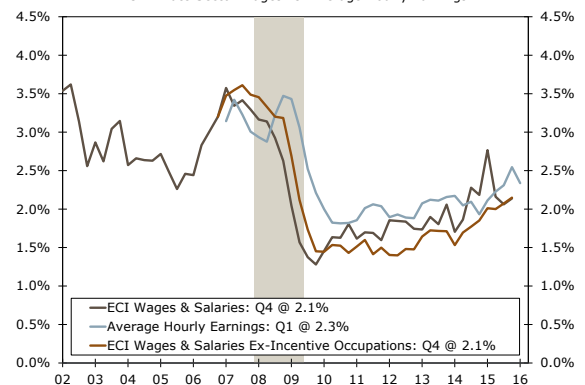 4.5% 4.5%
4.0% 4.0%
3.5% 3.5%
3.0% 3.0%
2.5% 2.5%
2.0% 2.0%
1.5% 1.5%
1.0% 1.0%
0.5% 0.5%
0.0% 0.0%
ECI Wages & Salaries: Q4 @ 2.1%
Average Hourly Earnings: Q1 @ 2.3%
ECI Wages & Salaries Ex-Incentive Occupations: Q4 @ 2.1%
02 03 04 05 06 07 08 09 10 11 12 13 14 15 16